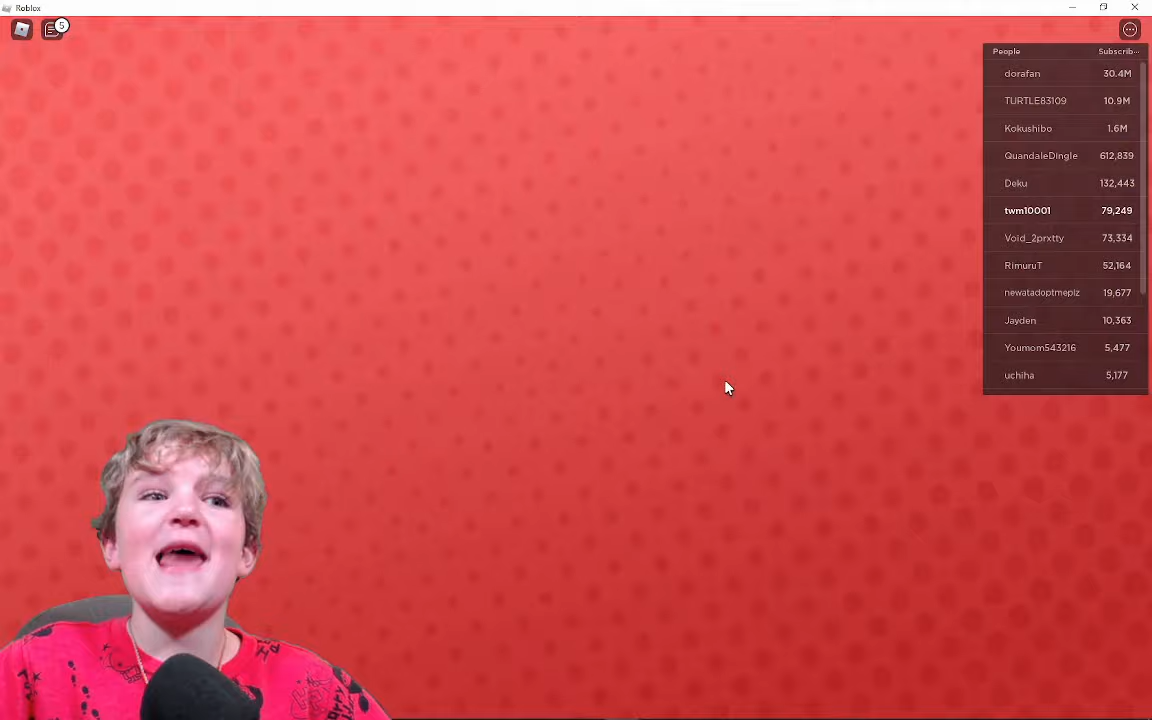 Roblox
5
People Subscrib...
dorafan 30.4M
TURTLE83109 10.9M
Kokushibo 1.6M
QuandaleDingle 612,839
Deku 132,443
twm10001 79,249
Void_2prxtty 73,334
RimuruT 52,164
newatadoptmeplz 19,677
Jayden 10,363
Youmom543216 5,477
uchiha 5,177